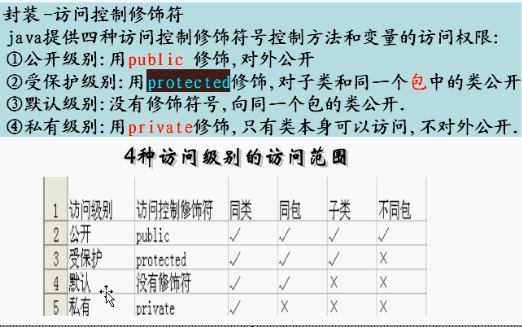 封装-访问控制修饰符
java提供四种访问控制修饰符号控制方法和变量的访问权限:
①公开级别:用public 修饰,对外公开
②受保护级别:用protected修饰,对子类和同一个包中的类公开
③默认级别:没有修饰符号,向同一个包的类公开.
④私有级别:用private修饰,只有类本身可以访问,不对外公开.
4种访问级别的访问范围
1 访问级别 访问控制修饰符 同类 同包 子类 不同包
2 公开 public √ √ √ √
3 受保护 protected √ √ √ ×
4 默认 没有修饰符 √ √ × ×
5 私有 private √ × × ×